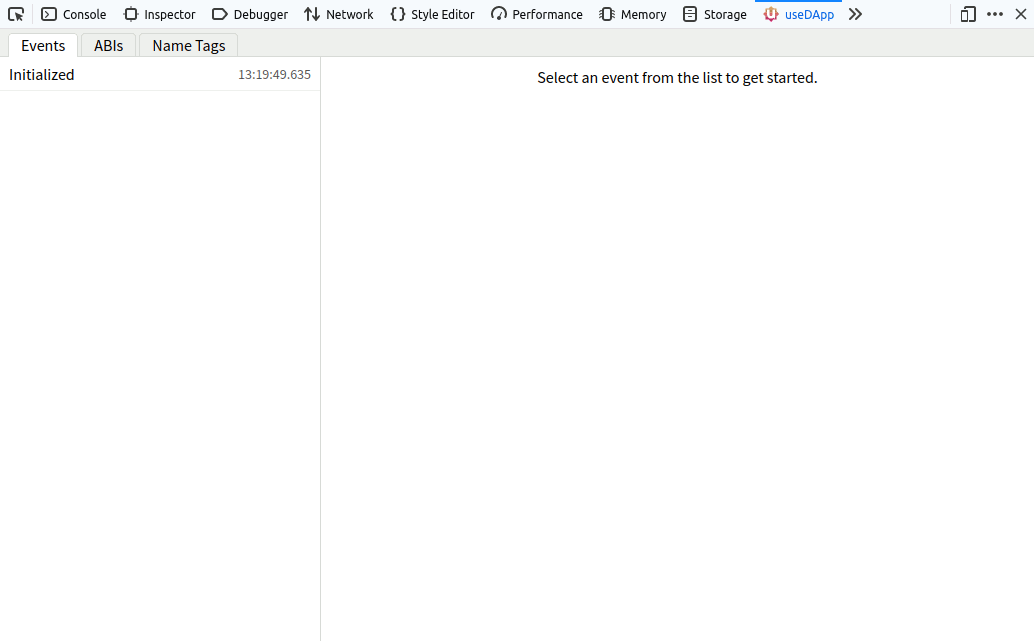 Console Inspector Debugger Network Style Editor Performance Memory Storage useDApp
Events ABIs Name Tags
Initialized 13:19:49.635
Select an event from the list to get started.